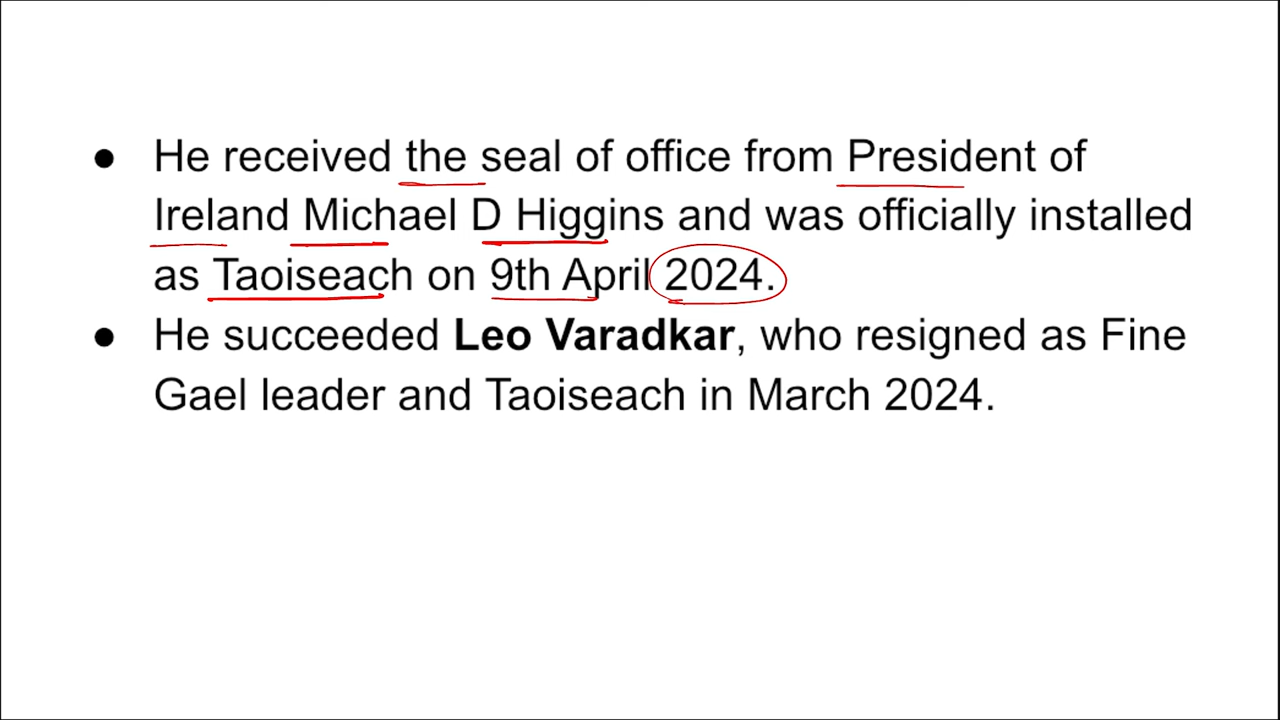 ● He received the seal of office from President of
Ireland Michael D Higgins and was officially installed
as Taoiseach on 9th April 2024.
● He succeeded Leo Varadkar, who resigned as Fine
Gael leader and Taoiseach in March 2024.